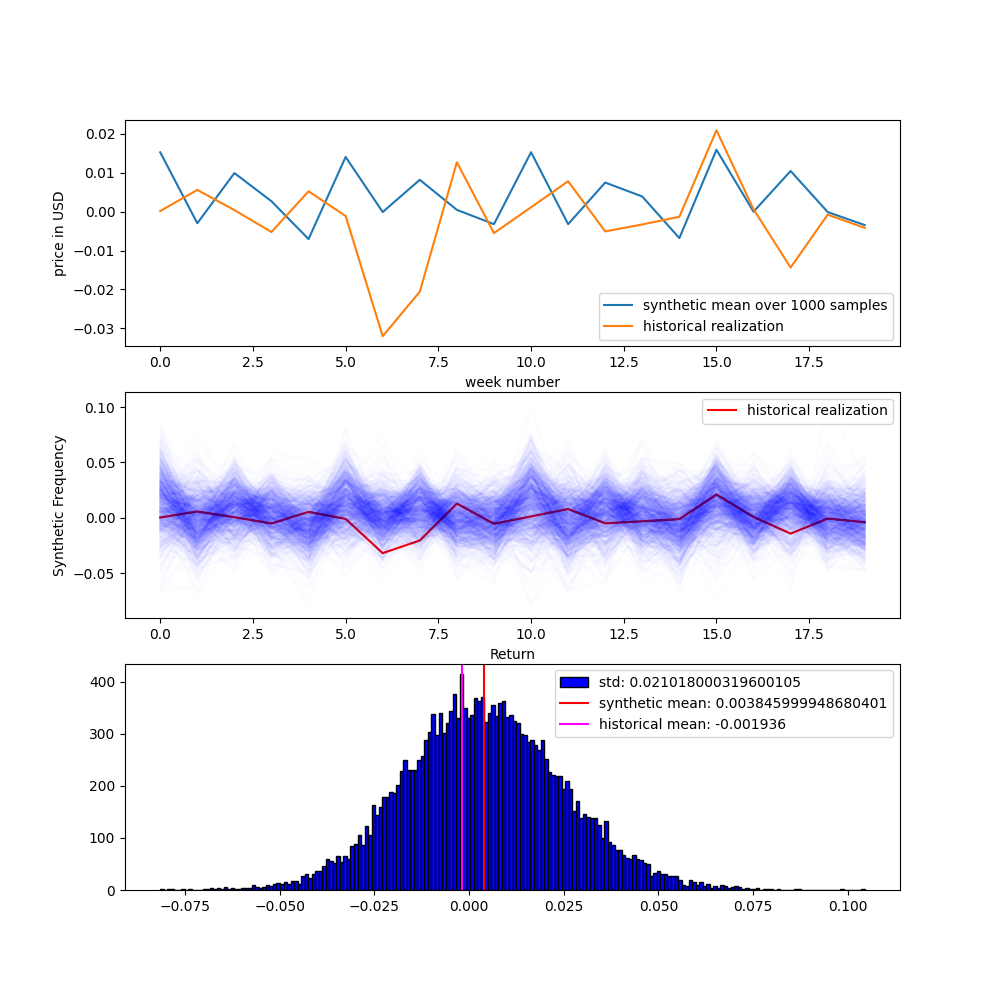 0.02
0.01
0.00
−0.01
−0.02
−0.03
price in USD
synthetic mean over 1000 samples
historical realization
0.0 2.5 5.0 7.5 10.0 12.5 15.0 17.5
week number
0.10
0.05
0.00
−0.05
Synthetic Frequency
historical realization
0.0 2.5 5.0 7.5 10.0 12.5 15.0 17.5
Return
400
300
200
100
0
std: 0.021018000319600105
synthetic mean: 0.003845999948680401
historical mean: -0.001936
−0.075 −0.050 −0.025 0.000 0.025 0.050 0.075 0.100